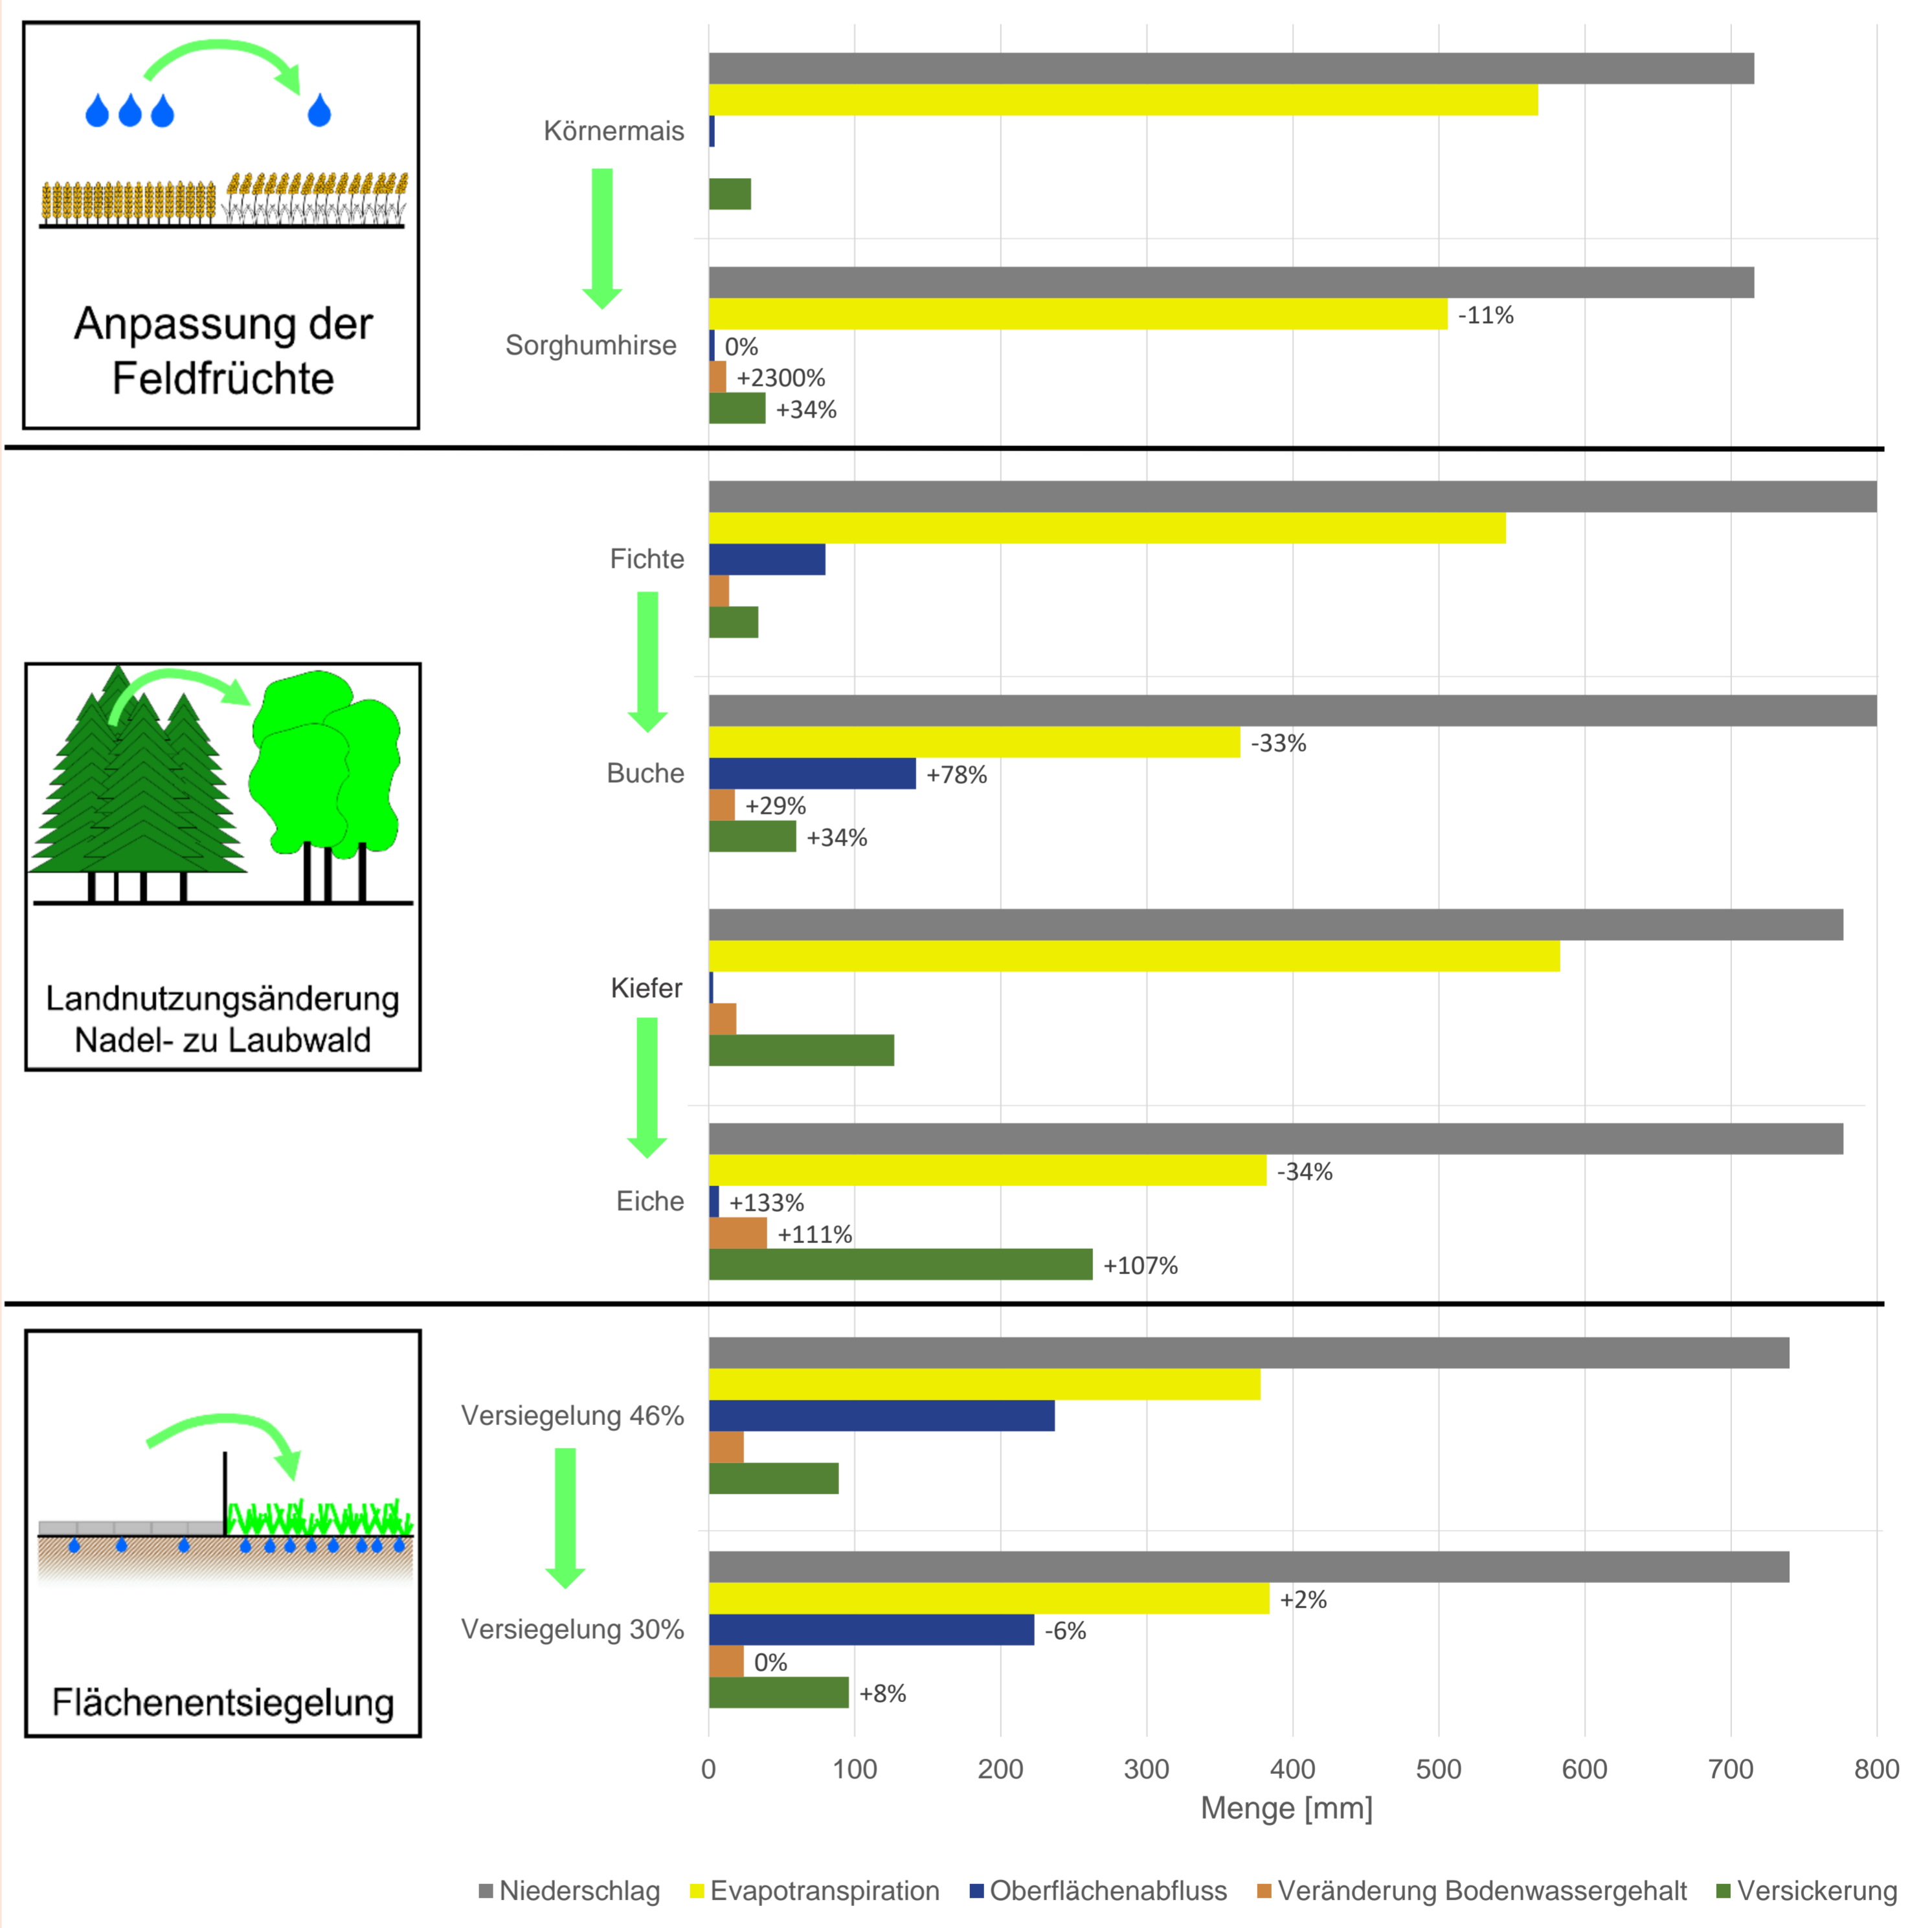 Anpassung der
Feldfrüchte
Körnermais
Sorghumhirse
-11%
0%
+2300%
+34%
Landnutzungsänderung
Nadel- zu Laubwald
Fichte
Buche
-33%
+78%
+29%
+34%
Kiefer
Eiche
-34%
+133%
+111%
+107%
Flächenentsiegelung
Versiegelung 46%
Versiegelung 30%
+2%
-6%
0%
+8%
0 100 200 300 400 500 600 700 800
Menge [mm]
Niederschlag Evapotranspiration Oberflächenabfluss Veränderung Bodenwassergehalt Versickerung